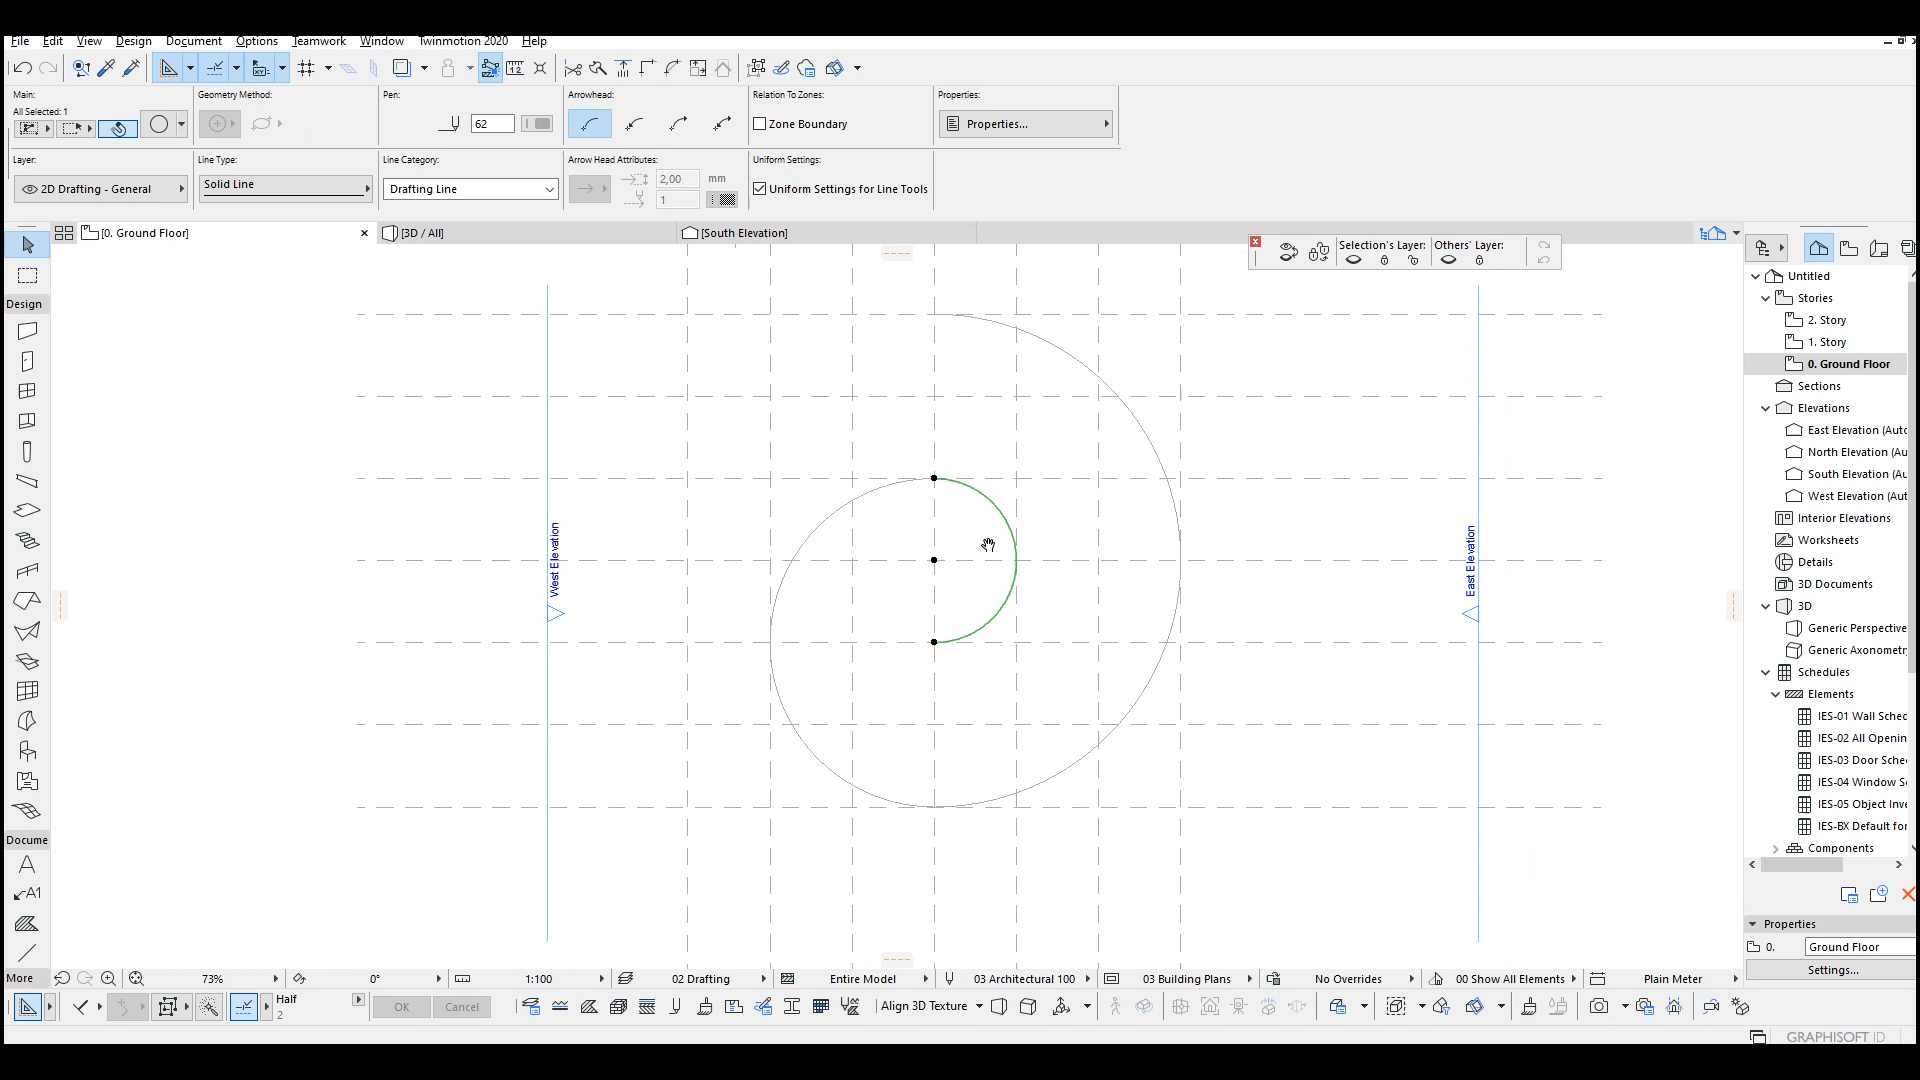 File Edit View Design Document Options Teamwork Window Twinmotion 2020 Help
Main: Geometry Method: Pen: Arrowhead: Relation To Zones: Properties:
All Selected: 1
62 Zone Boundary Properties...
Layer: Line Type: Line Category: Arrow Head Attributes: Uniform Settings:
2D Drafting - General Solid Line Drafting Line 2,00 mm Uniform Settings for Line Tools
1
[0. Ground Floor] [3D / All] [South Elevation]
Selection's Layer: Others' Layer:
Design
West Elevation
East Elevation
Untitled
Stories
2. Story
1. Story
0. Ground Floor
Sections
Elevations
East Elevation (Aut
North Elevation (Au
South Elevation (Au
West Elevation (Aut
Interior Elevations
Worksheets
Details
3D Documents
3D
Generic Perspective
Generic Axonometr
Schedules
Elements
IES-01 Wall Sched
IES-02 All Openin
IES-03 Door Sche
IES-04 Window S
IES-05 Object Inve
IES-BX Default for
Components
Docume
A
A1
Properties
0. Ground Floor
Settings...
More 73% 0° 1:100 02 Drafting Entire Model 03 Architectural 100 03 Building Plans No Overrides 00 Show All Elements Plain Meter
Half
2
OK Cancel Align 3D Texture
GRAPHISOFT ID